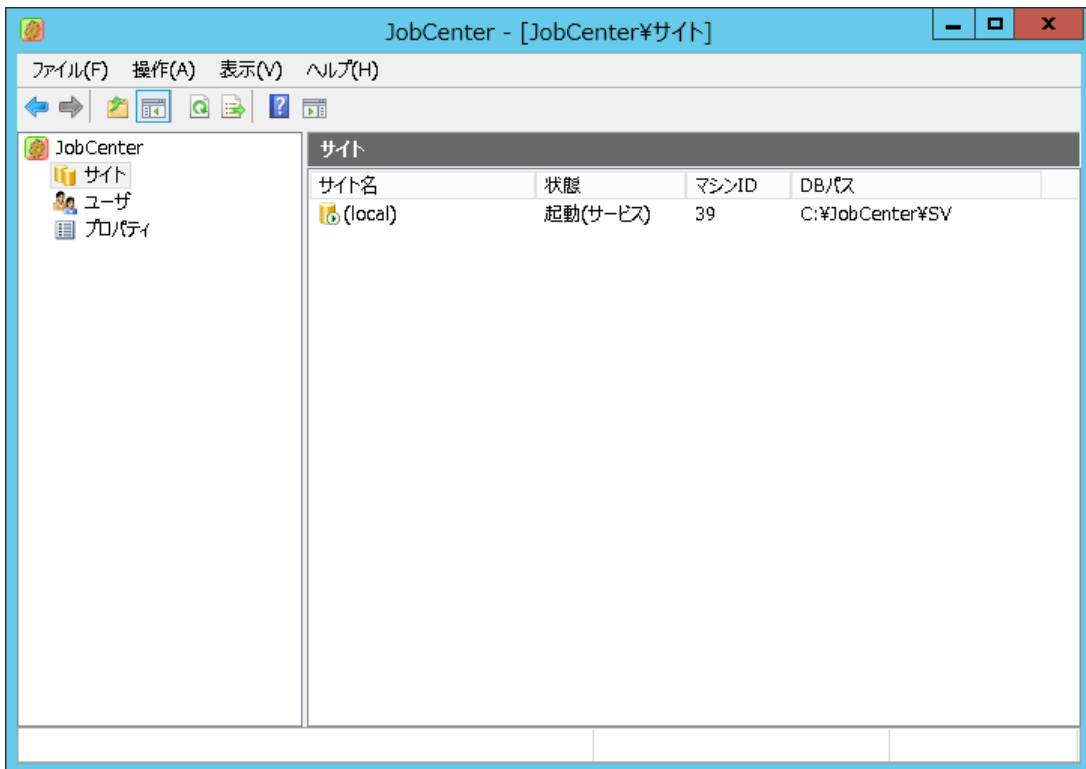 JobCenter - [JobCenter¥サイト]
ファイル(F) 操作(A) 表示(V) ヘルプ(H)
JobCenter
サイト
ユーザ
プロパティ
サイト
サイト名 状態 マシンID DBパス
(local) 起動(サービス) 39 C:¥JobCenter¥SV